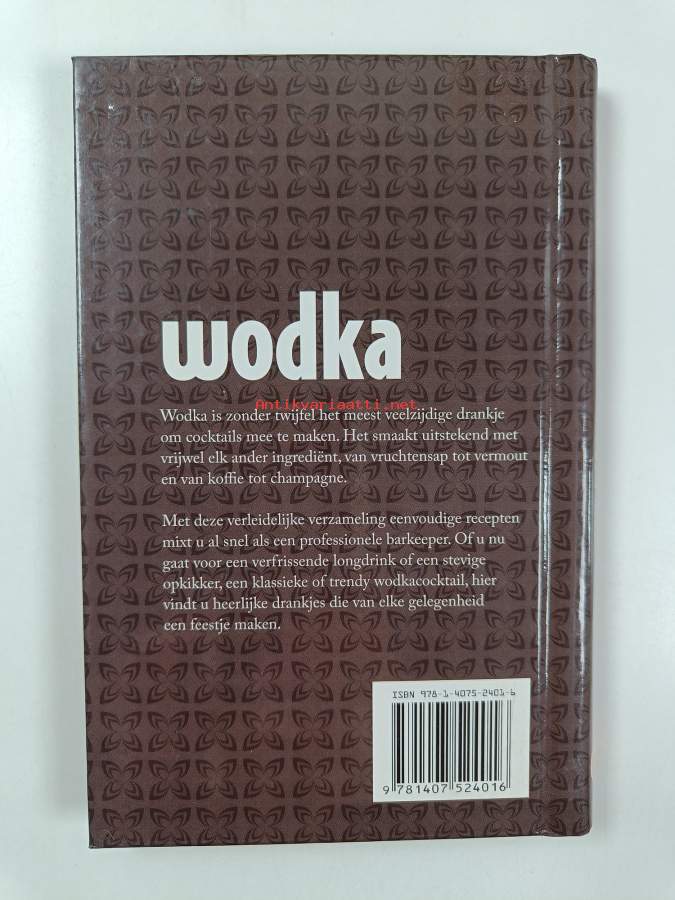 wodka
Antikvariaatti.net
Wodka is zonder twijfel het meest veelzijdige drankje
om cocktails mee te maken. Het smaakt uitstekend met
vrijwel elk ander ingrediënt, van vruchtensap tot vermout
en van koffie tot champagne.
Met deze verleidelijke verzameling eenvoudige recepten
mixt u al snel als een professionele barkeeper. Of u nu
gaat voor een verfrissende longdrink of een stevige
opkikker, een klassieke of trendy wodkacocktail, hier
vindt u heerlijke drankjes die van elke gelegenheid
een feestje maken.
ISBN 978-1-4075-2401-6
9 781407 524016